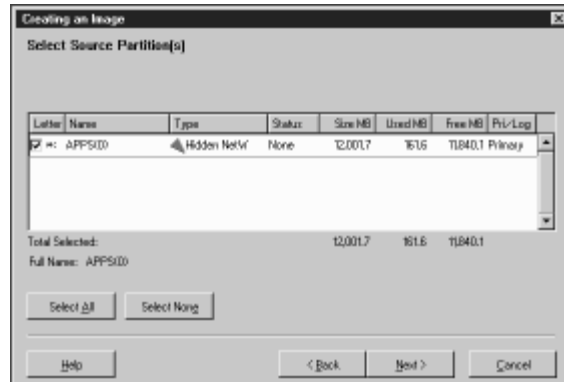 Creating an Image
Select Source Partition(s)
Letter Name Type Status Size MB Used MB Free MB Pri/Log
*: APPS(0) Hidden NetW None 12,001.7 161.6 11,840.1 Primary
Total Selected: 12,001.7 161.6 11,840.1
Full Name: APPS(0)
Select All Select None
Help < Back Next > Cancel